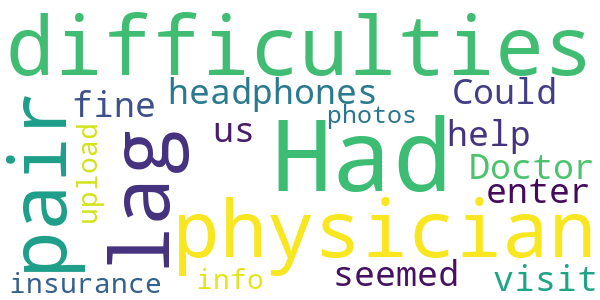 difficulties
pair
fine
headphones
Could
photos
upload
lag
us
Had
help
Doctor
enter
physician
insurance
info
seemed
visit